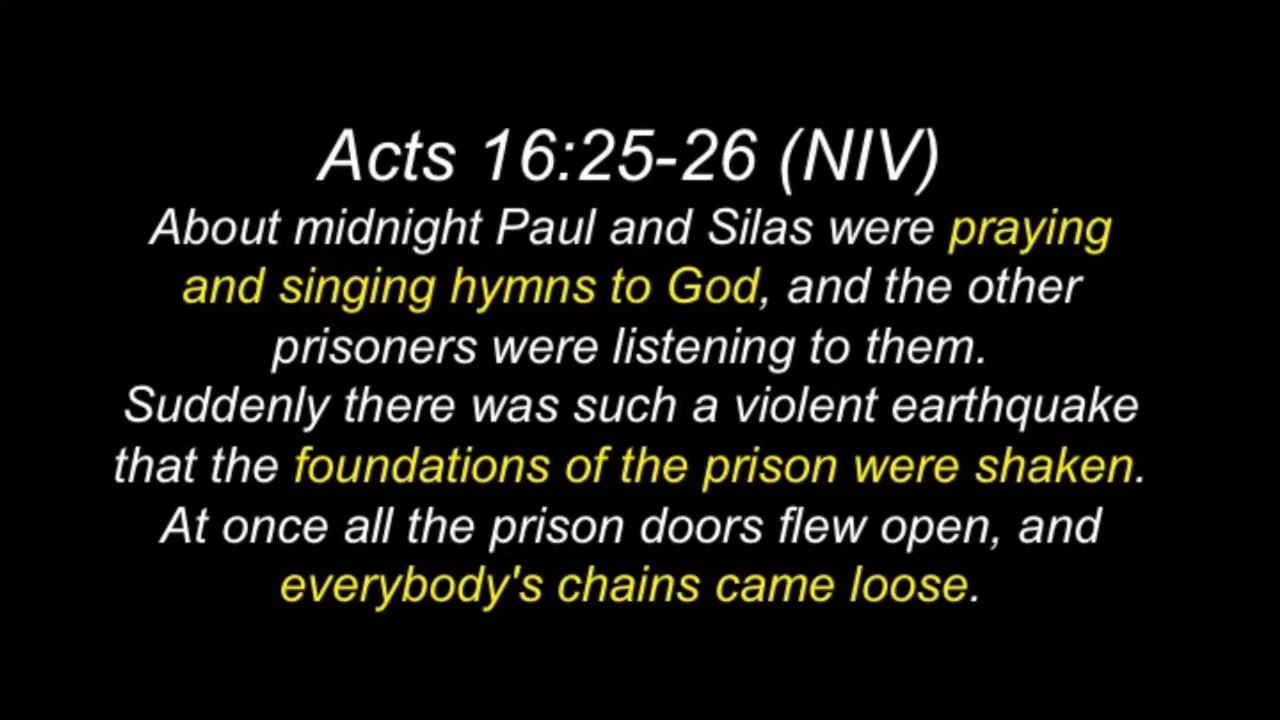 Acts 16:25-26 (NIV)
About midnight Paul and Silas were praying
and singing hymns to God, and the other
prisoners were listening to them.
Suddenly there was such a violent earthquake
that the foundations of the prison were shaken.
At once all the prison doors flew open, and
everybody's chains came loose.